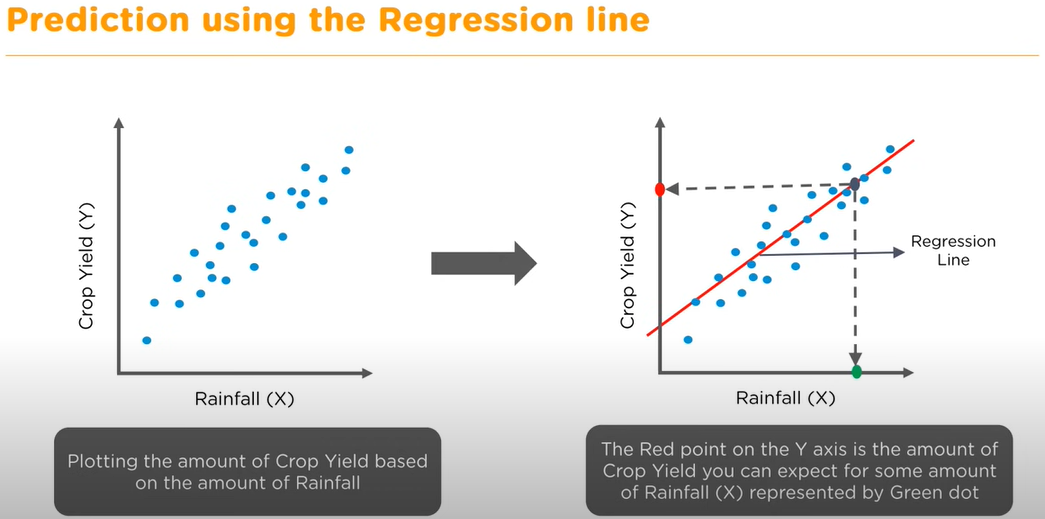 Prediction using the Regression line
Crop Yield (Y)
Rainfall (X)
Plotting the amount of Crop Yield based
on the amount of Rainfall
Crop Yield (Y)
Regression
Line
Rainfall (X)
The Red point on the Y axis is the amount of
Crop Yield you can expect for some amount
of Rainfall (X) represented by Green dot